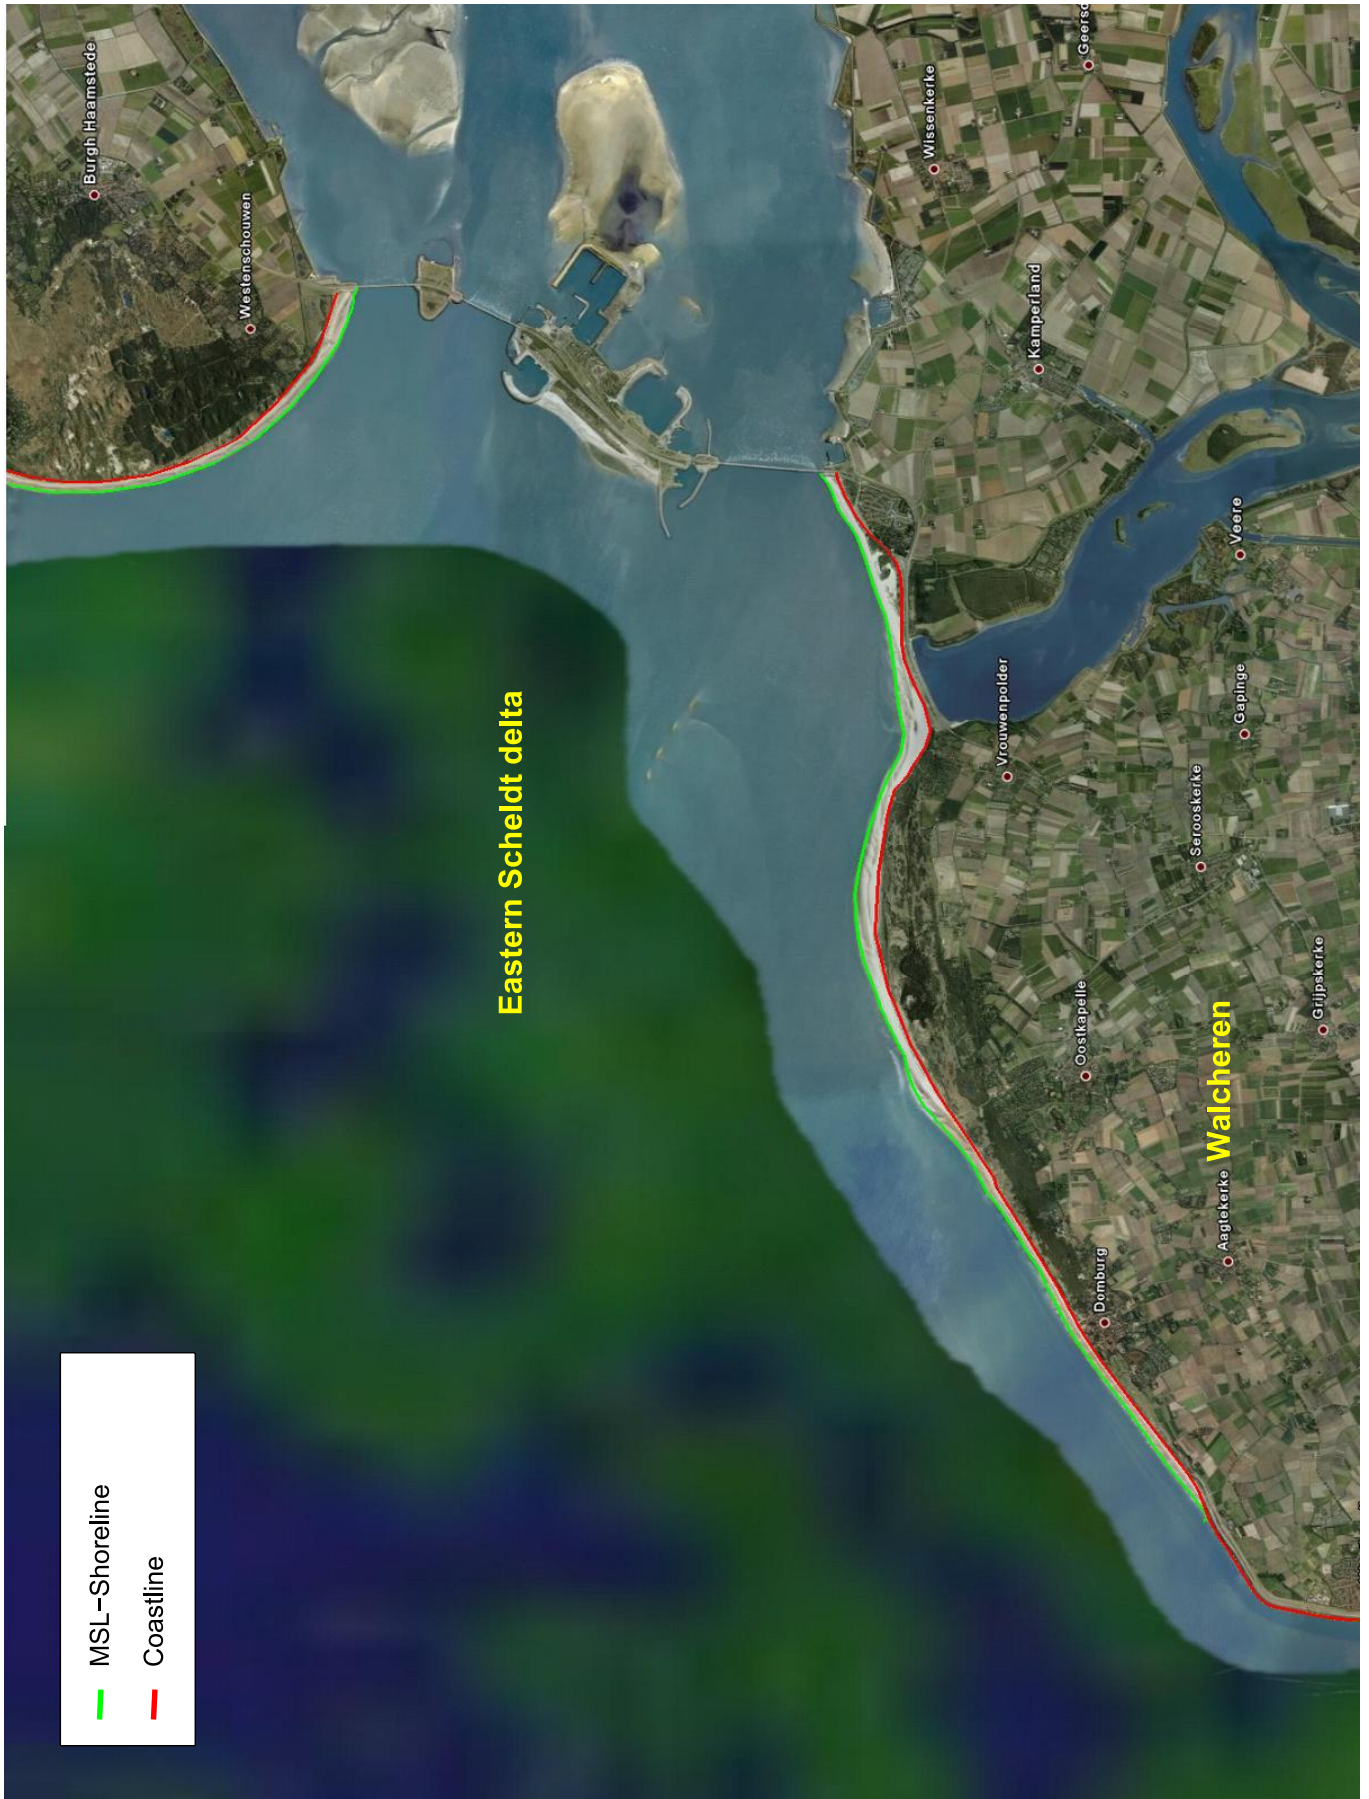 MSL−Shoreline
Coastline
Eastern Scheldt delta
Walcheren
Burgh Haamstede
Westenschouwen
Wissenkerke
Geers
Kamperland
Veere
Vrouwenpolder
Gapinge
Serooskerke
Oostkapelle
Grijpskerke
Aagtekerke
Domburg